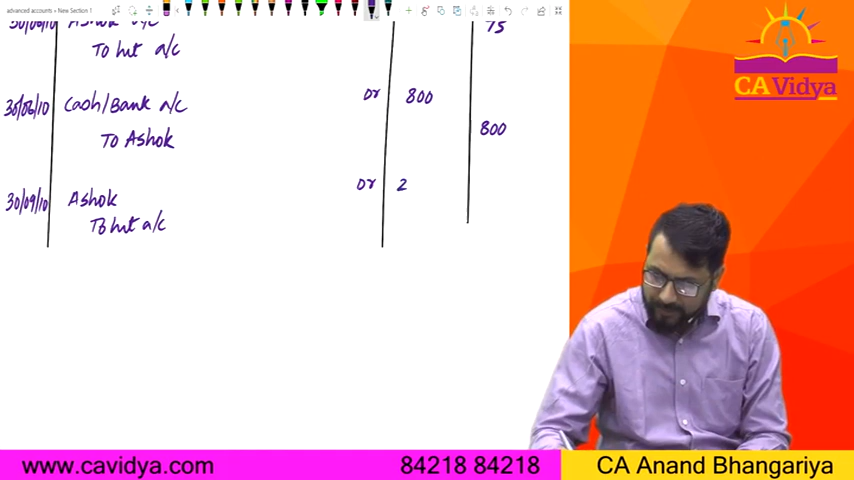 advanced accounts > New Section 1
75
To Int a/c
30/06/10 Cash/Bank a/c Dr 800
To Ashok 800
30/09/10 Ashok Dr 2
To Int a/c
CA Vidya
www.cavidya.com 84218 84218 CA Anand Bhangariya